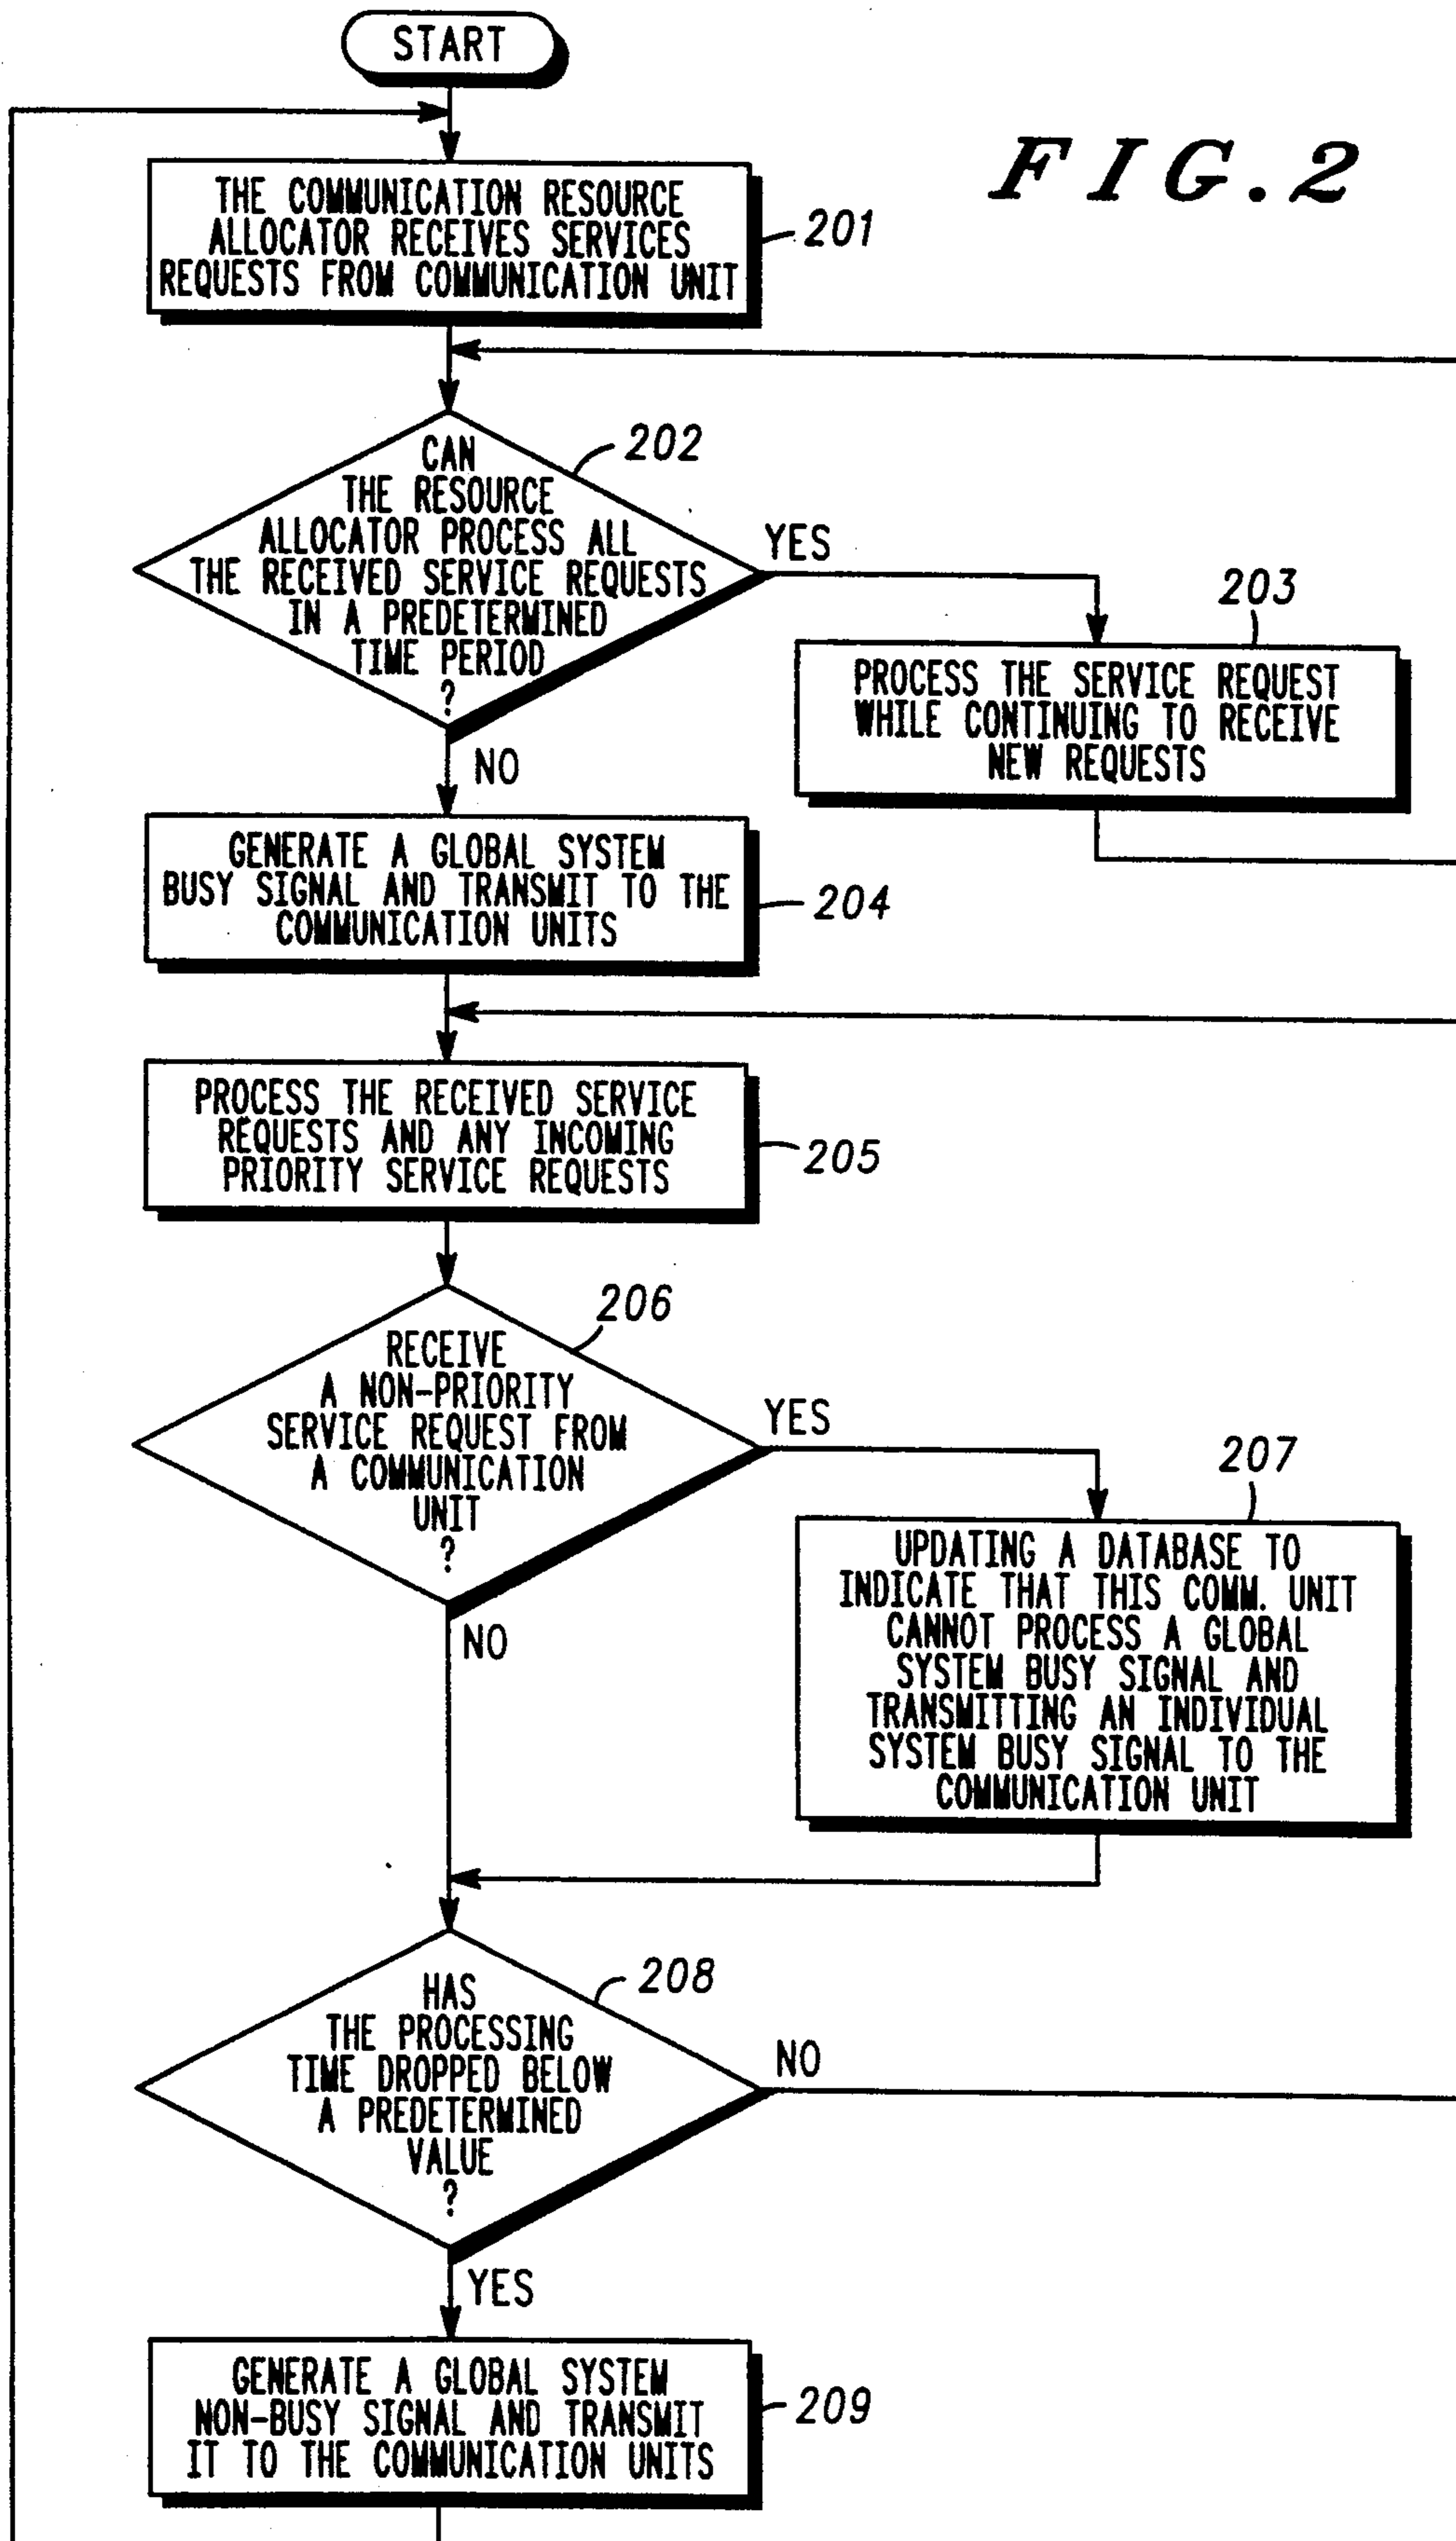 START
FIG.2
THE COMMUNICATION RESOURCE
ALLOCATOR RECEIVES SERVICES
REQUESTS FROM COMMUNICATION UNIT
201
CAN
THE RESOURCE
ALLOCATOR PROCESS ALL
THE RECEIVED SERVICE REQUESTS
IN A PREDETERMINED
TIME PERIOD
?
202
YES
NO
203
PROCESS THE SERVICE REQUEST
WHILE CONTINUING TO RECEIVE
NEW REQUESTS
GENERATE A GLOBAL SYSTEM
BUSY SIGNAL AND TRANSMIT TO THE
COMMUNICATION UNITS
204
PROCESS THE RECEIVED SERVICE
REQUESTS AND ANY INCOMING
PRIORITY SERVICE REQUESTS
205
206
RECEIVE
A NON-PRIORITY
SERVICE REQUEST FROM
A COMMUNICATION
UNIT
?
YES
NO
207
UPDATING A DATABASE TO
INDICATE THAT THIS COMM. UNIT
CANNOT PROCESS A GLOBAL
SYSTEM BUSY SIGNAL AND
TRANSMITTING AN INDIVIDUAL
SYSTEM BUSY SIGNAL TO THE
COMMUNICATION UNIT
208
HAS
THE PROCESSING
TIME DROPPED BELOW
A PREDETERMINED
VALUE
?
NO
YES
GENERATE A GLOBAL SYSTEM
NON-BUSY SIGNAL AND TRANSMIT
IT TO THE COMMUNICATION UNITS
209